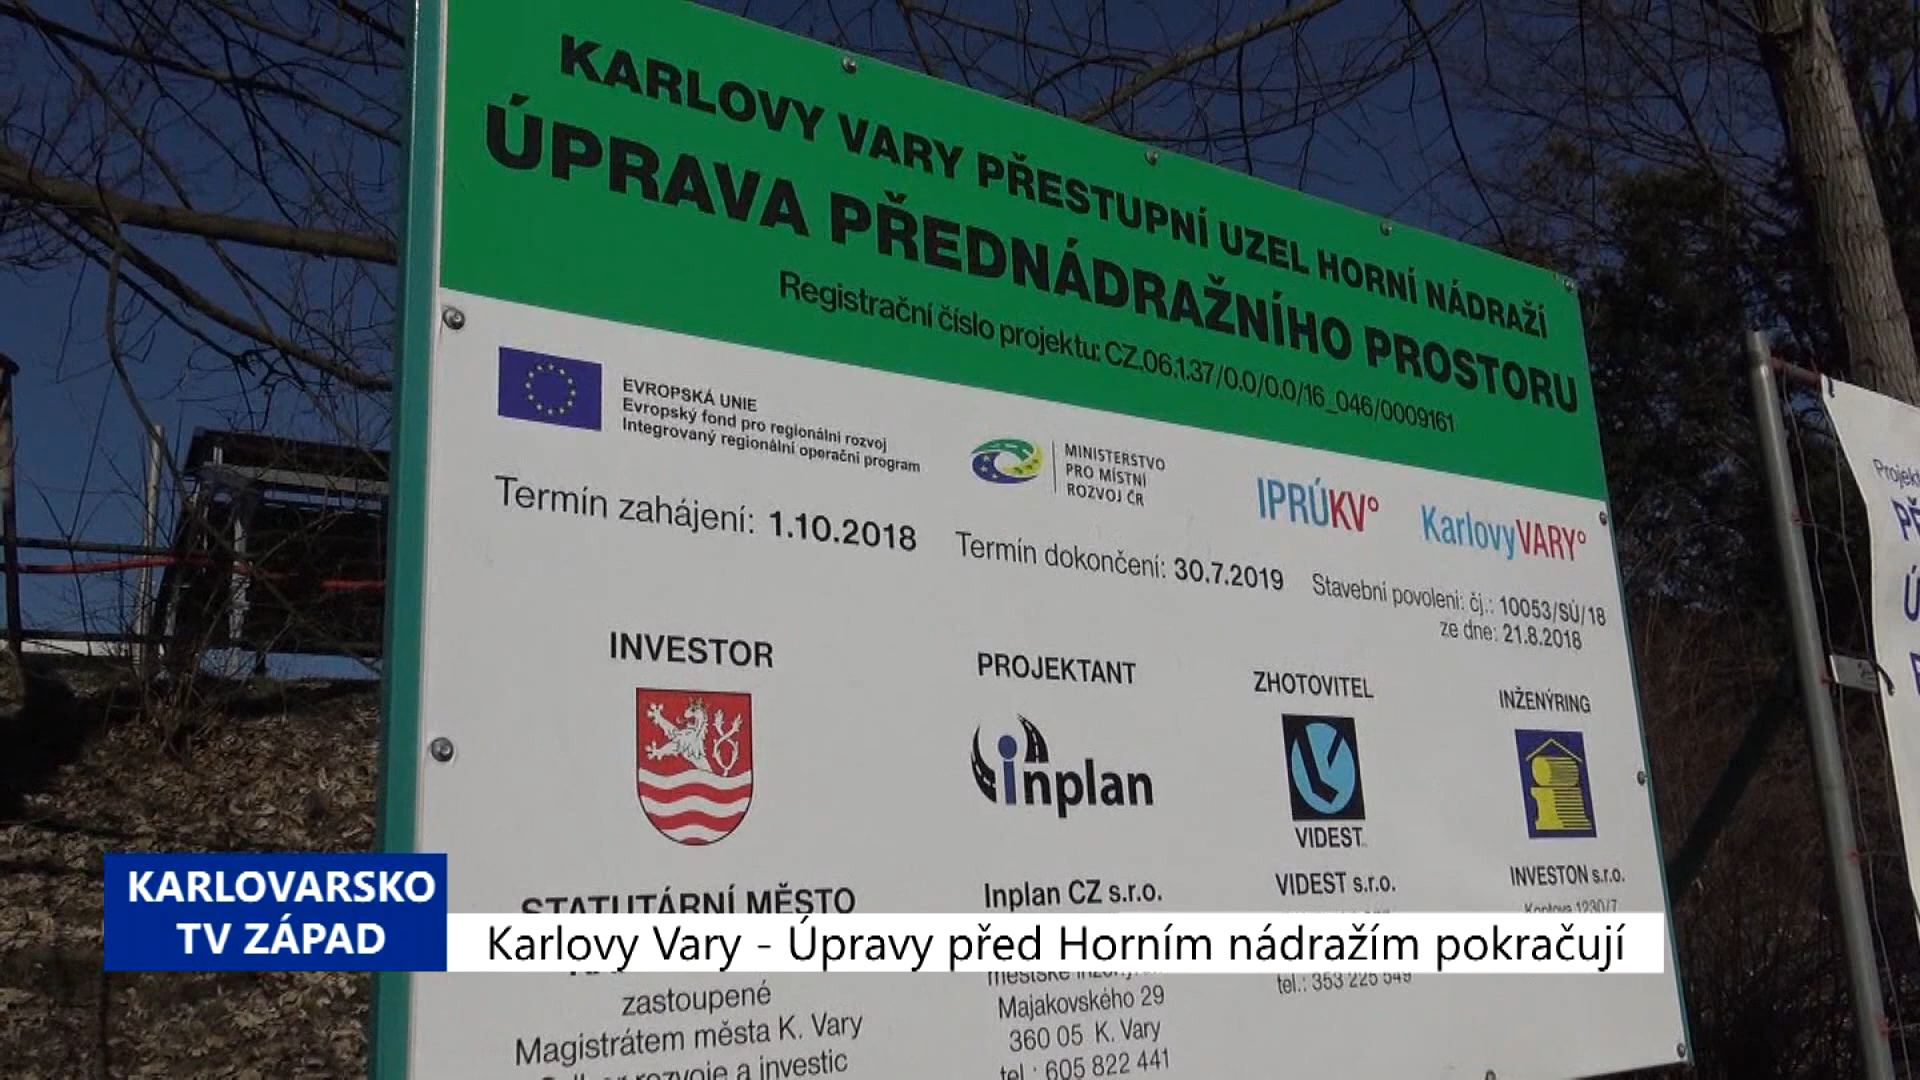 KARLOVY VARY PŘESTUPNÍ UZEL HORNÍ NÁDRAŽÍ
ÚPRAVA PŘEDNÁDRAŽNÍHO PROSTORU
Registrační číslo projektu: CZ.06.1.37/0.0/0.0/16_046/0009161
EVROPSKÁ UNIE
Evropský fond pro regionální rozvoj
Integrovaný regionální operační program
MINISTERSTVO
PRO MÍSTNÍ
ROZVOJ ČR
IPRÚKV°
KarlovyVARY°
Termín zahájení: 1.10.2018
Termín dokončení: 30.7.2019
Stavební povolení: čj.: 10053/SÚ/18
ze dne: 21.8.2018
INVESTOR
PROJEKTANT
ZHOTOVITEL
INŽENÝRING
inplan
VIDEST
STATUTÁRNÍ MĚSTO
Inplan CZ s.r.o.
VIDEST s.r.o.
INVESTON s.r.o.
zastoupené
Magistrátem města K. Vary
rozvoje a investic
Majakovského 29
360 05 K. Vary
tel.: 605 822 441
tel.: 353 225 549
Projekt
KARLOVARSKO
TV ZÁPAD
Karlovy Vary - Úpravy před Horním nádražím pokračují